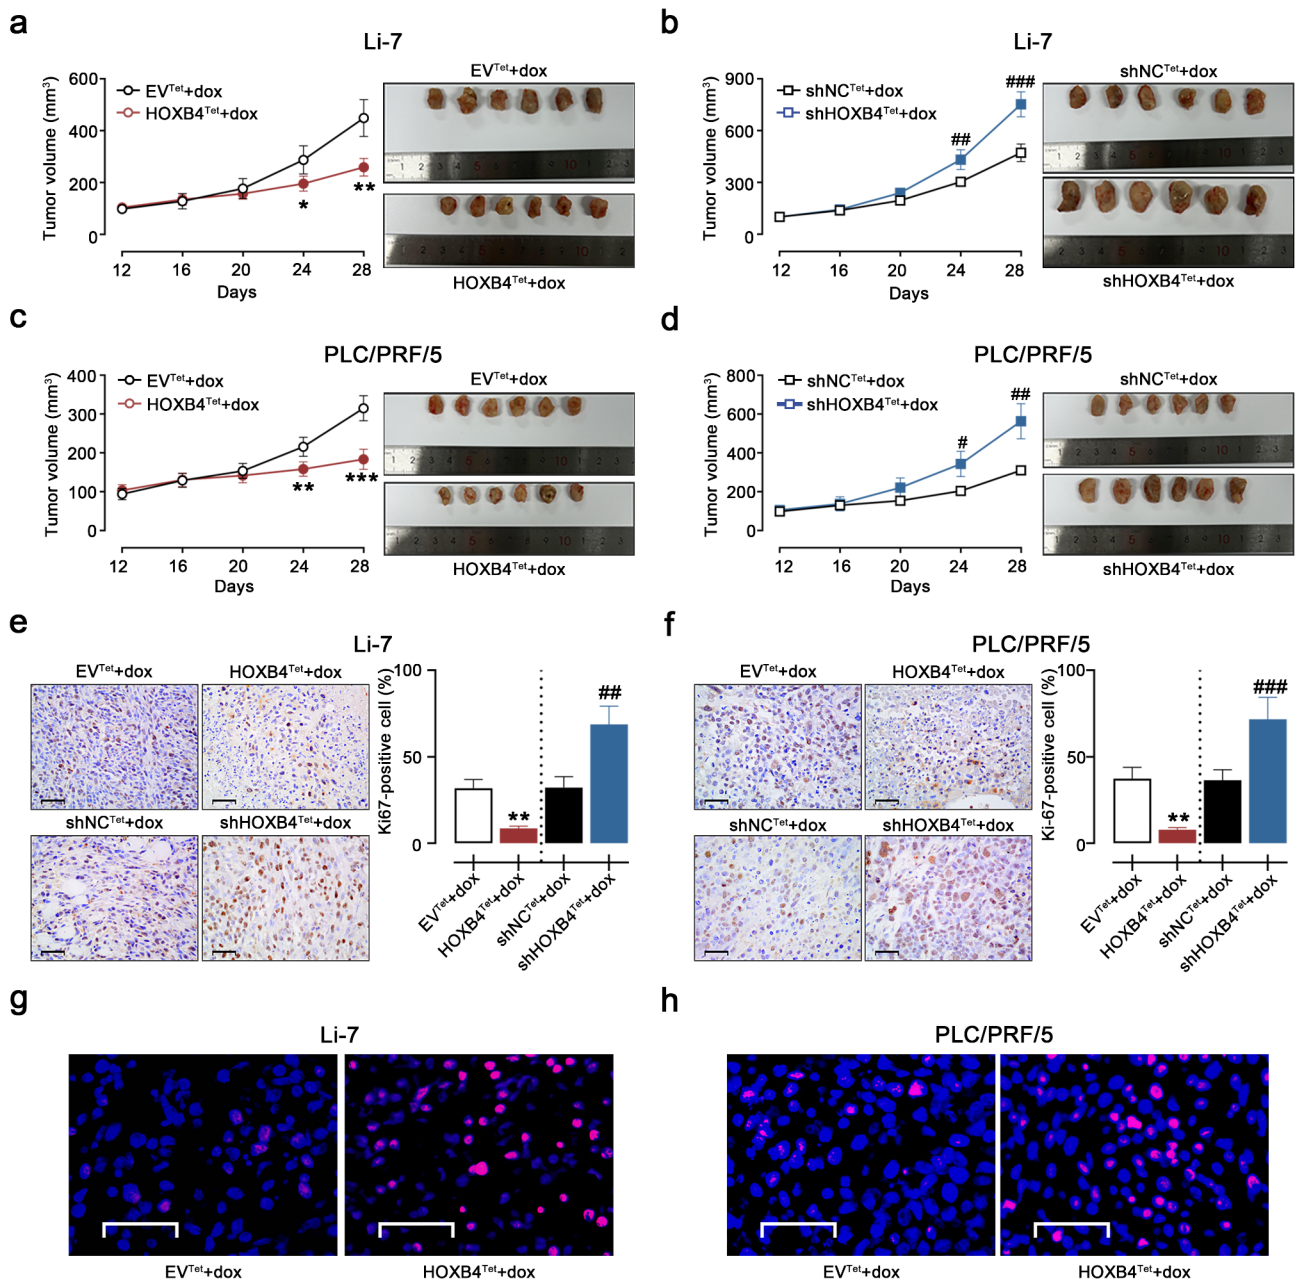 a
Li-7
Tumor volume (mm³)
600
400
200
0
EVTet+dox
HOXB4Tet+dox
*
**
12 16 20 24 28
Days
EVTet+dox
HOXB4Tet+dox
b
Li-7
Tumor volume (mm³)
900
600
300
0
shNCTet+dox
shHOXB4Tet+dox
##
###
12 16 20 24 28
Days
shNCTet+dox
shHOXB4Tet+dox
c
PLC/PRF/5
Tumor volume (mm³)
400
300
200
100
0
EVTet+dox
HOXB4Tet+dox
**
***
12 16 20 24 28
Days
EVTet+dox
HOXB4Tet+dox
d
PLC/PRF/5
Tumor volume (mm³)
800
600
400
200
0
shNCTet+dox
shHOXB4Tet+dox
#
##
12 16 20 24 28
Days
shNCTet+dox
shHOXB4Tet+dox
e
Li-7
EVTet+dox
HOXB4Tet+dox
shNCTet+dox
shHOXB4Tet+dox
Ki67-positive cell (%)
100
50
0
**
##
EVTet+dox
HOXB4Tet+dox
shNCTet+dox
shHOXB4Tet+dox
f
PLC/PRF/5
EVTet+dox
HOXB4Tet+dox
shNCTet+dox
shHOXB4Tet+dox
Ki-67-positive cell (%)
100
50
0
**
###
EVTet+dox
HOXB4Tet+dox
shNCTet+dox
shHOXB4Tet+dox
g
Li-7
EVTet+dox
HOXB4Tet+dox
h
PLC/PRF/5
EVTet+dox
HOXB4Tet+dox